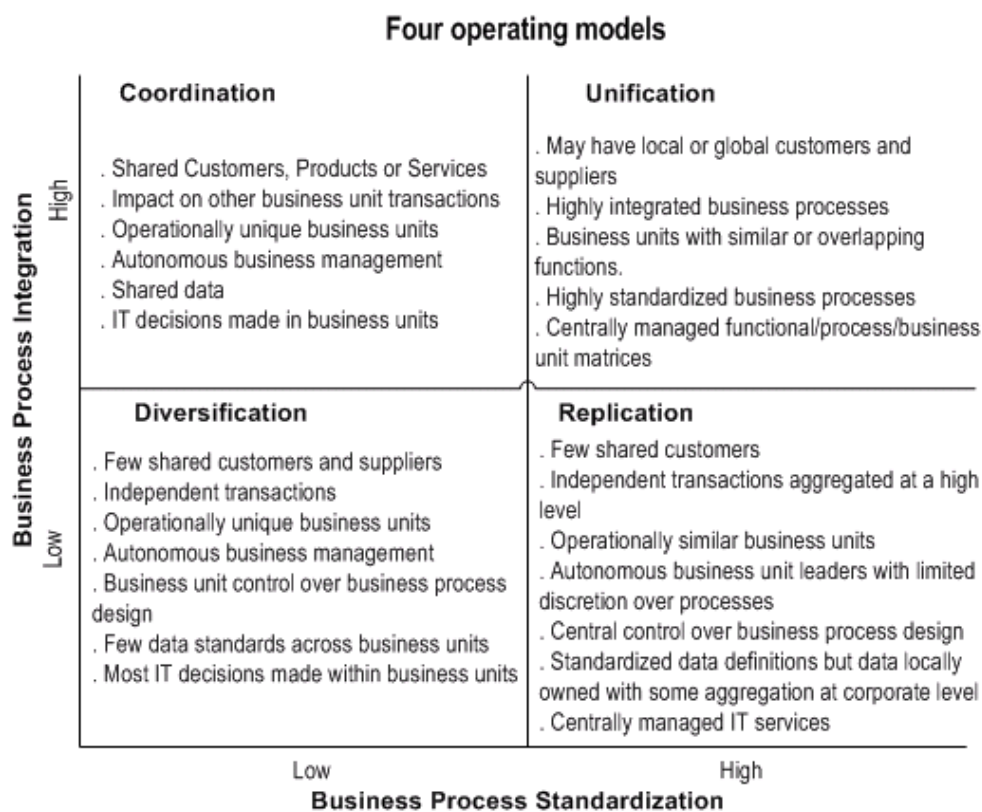 Four operating models
Coordination
. Shared Customers, Products or Services
. Impact on other business unit transactions
. Operationally unique business units
. Autonomous business management
. Shared data
. IT decisions made in business units
Unification
. May have local or global customers and
suppliers
. Highly integrated business processes
. Business units with similar or overlapping
functions.
. Highly standardized business processes
. Centrally managed functional/process/business
unit matrices
Diversification
. Few shared customers and suppliers
. Independent transactions
. Operationally unique business units
. Autonomous business management
. Business unit control over business process
design
. Few data standards across business units
. Most IT decisions made within business units
Replication
. Few shared customers
. Independent transactions aggregated at a high
level
. Operationally similar business units
. Autonomous business unit leaders with limited
discretion over processes
. Central control over business process design
. Standardized data definitions but data locally
owned with some aggregation at corporate level
. Centrally managed IT services
Business Process Integration
High
Low
Low
High
Business Process Standardization